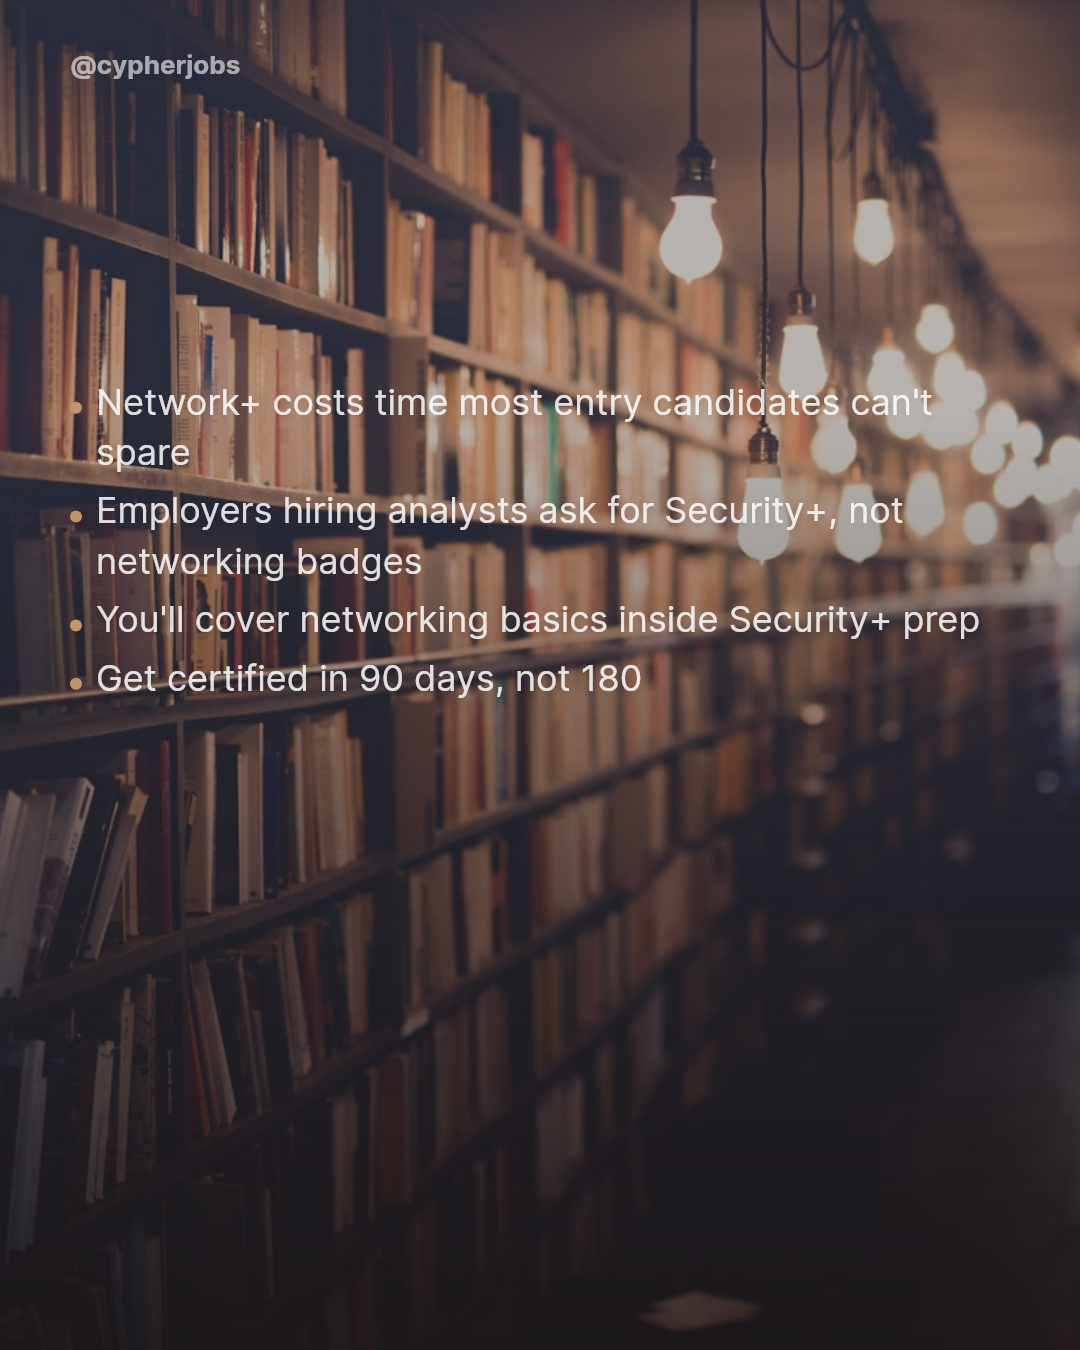 @cypherjobs
Network+ costs time most entry candidates can't
spare
Employers hiring analysts ask for Security+, not
networking badges
You'll cover networking basics inside Security+ prep
Get certified in 90 days, not 180